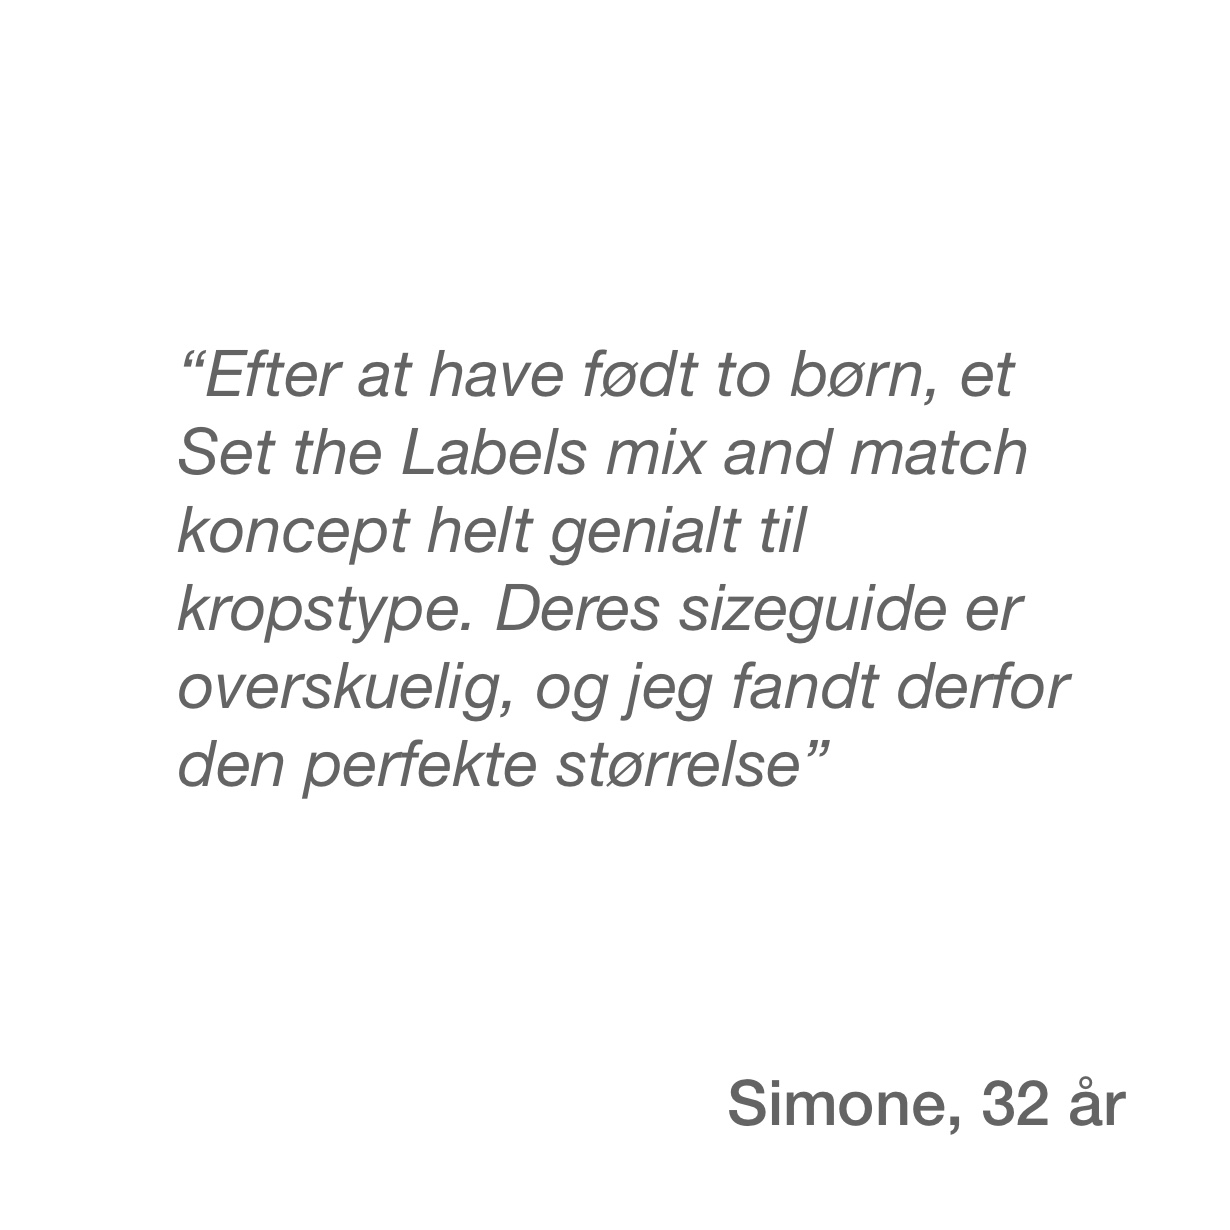 “Efter at have født to børn, et
Set the Labels mix and match
koncept helt genialt til
kropstype. Deres sizeguide er
overskuelig, og jeg fandt derfor
den perfekte størrelse”
Simone, 32 år